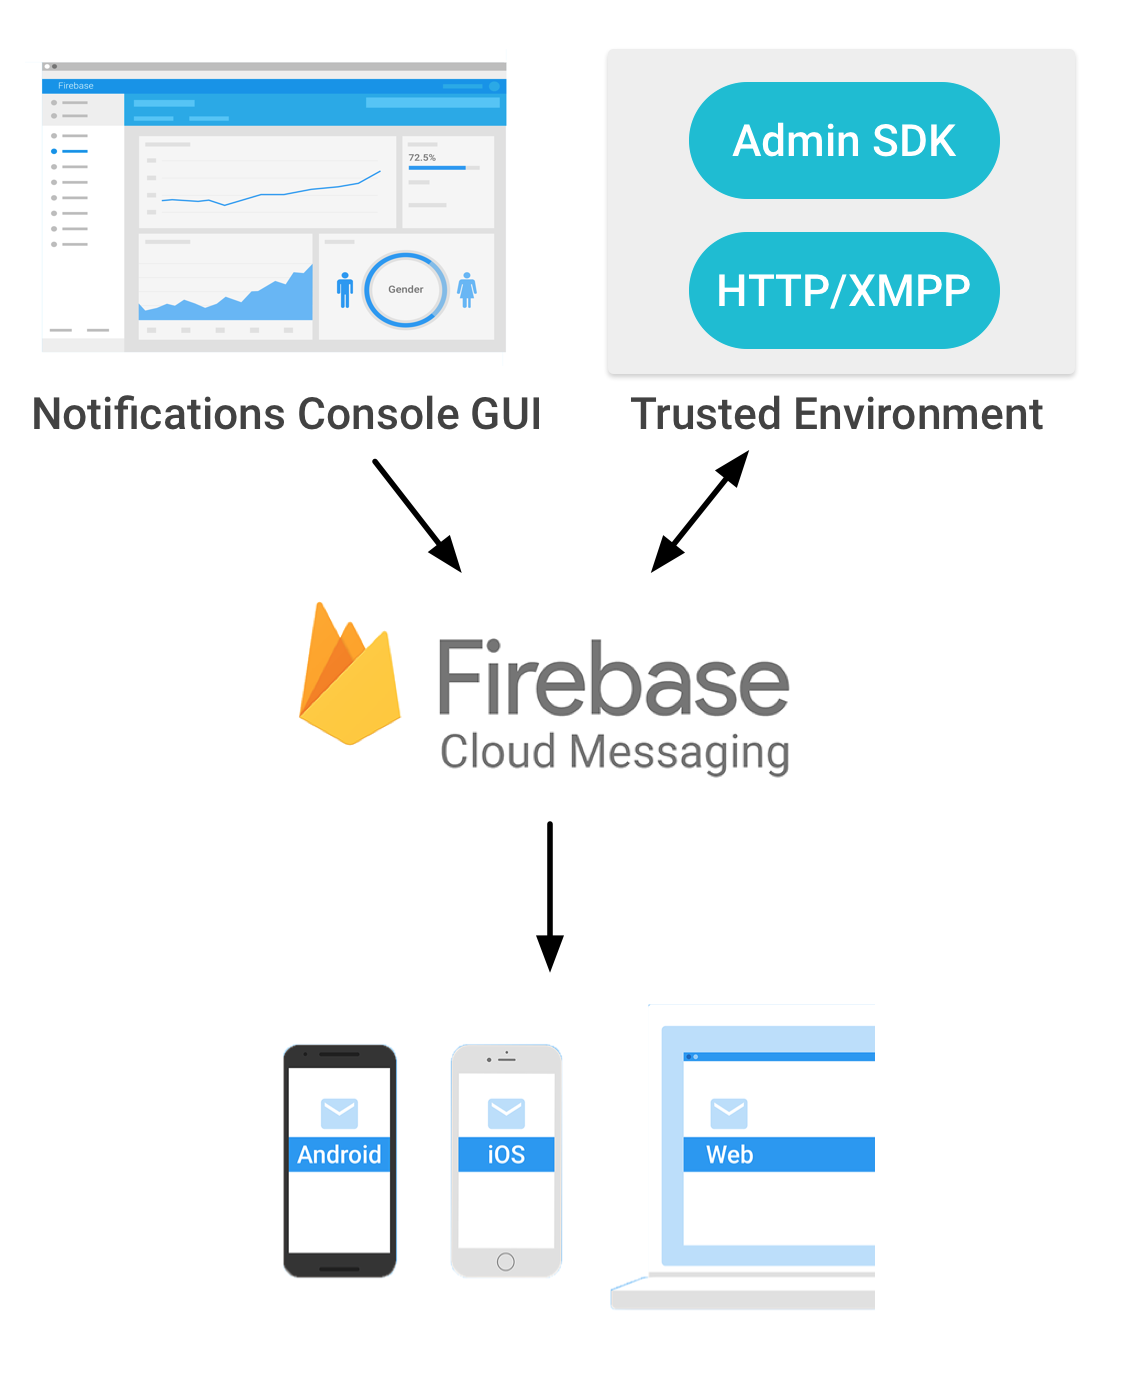 Firebase
72.5%
Gender
Admin SDK
HTTP/XMPP
Notifications Console GUI
Trusted Environment
Firebase
Cloud Messaging
Android
iOS
Web